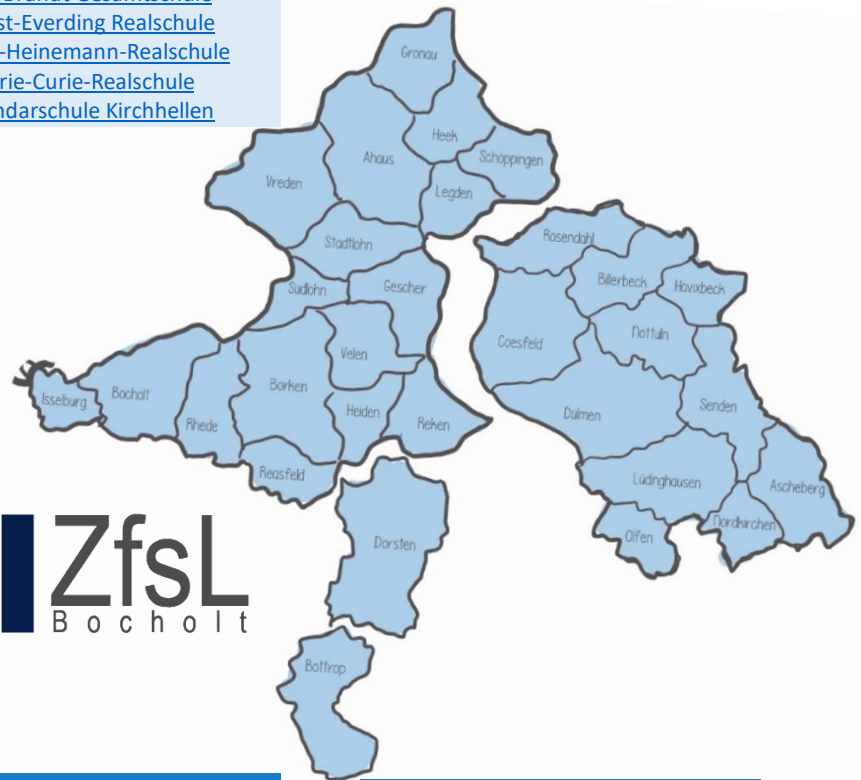 st-Everding Realschule
-Heinemann-Realschule
rie-Curie-Realschule
ndarschule Kirchhellen
Gronau
Heek
Ahaus
Schöppingen
Vreden
Legden
Stadtlohn
Rosendahl
Billerbeck
Havixbeck
Südlohn
Gescher
Coesfeld
Nottuln
Velen
Borken
Isselburg
Bocholt
Rhede
Heiden
Reken
Dülmen
Senden
Reasfeld
Lüdinghausen
Ascheberg
Nordkirchen
Olfen
Dorsten
ZfsL
Bocholt
Bottrop